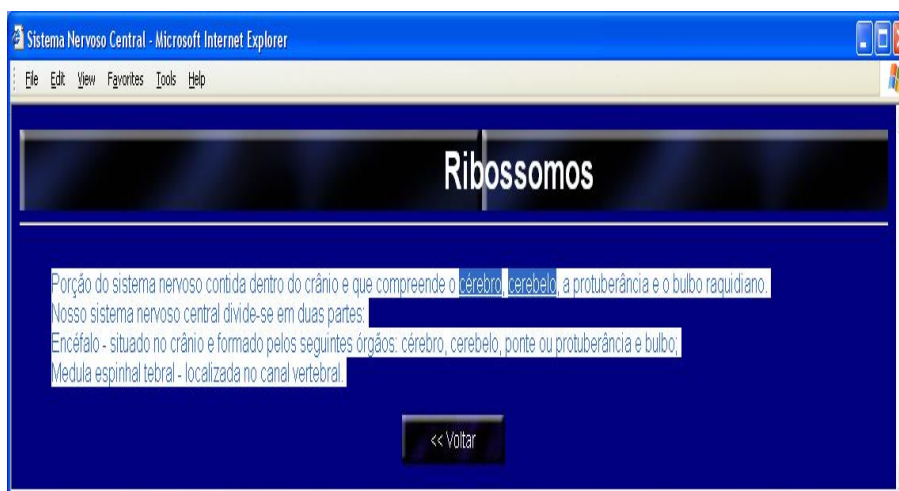 Sistema Nervoso Central - Microsoft Internet Explorer
File Edit View Favorites Tools Help
Ribossomos
Porção do sistema nervoso contida dentro do crânio e que compreende o cérebro, cerebelo, a protuberância e o bulbo raquidiano.
Nosso sistema nervoso central divide-se em duas partes:
Encéfalo - situado no crânio e formado pelos seguintes órgãos: cérebro, cerebelo, ponte ou protuberância e bulbo;
Medula espinhal tebral - localizada no canal vertebral.
<< Voltar